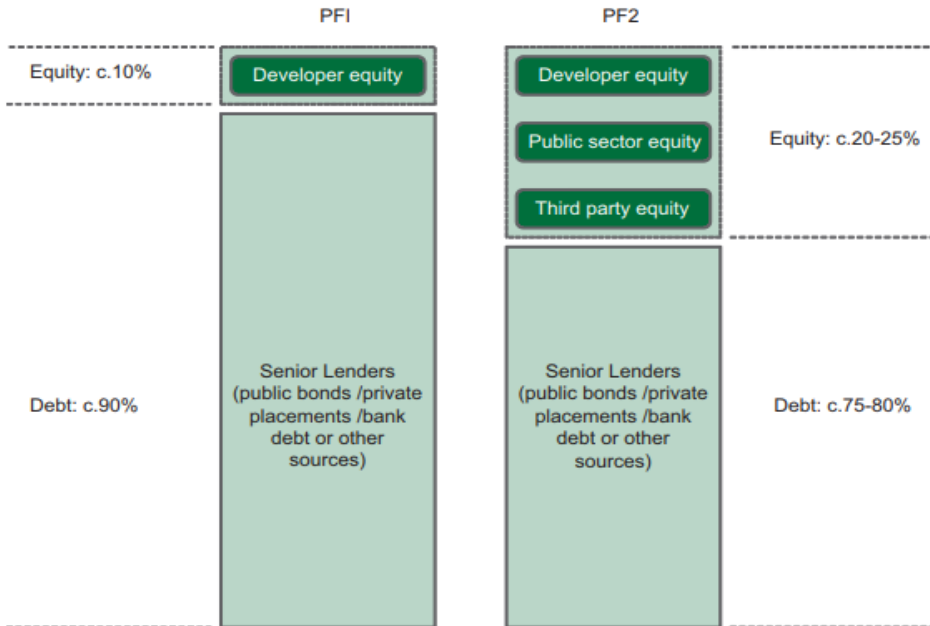 PFI
PF2
Equity: c.10%
Developer equity
Developer equity
Public sector equity
Equity: c.20-25%
Third party equity
Debt: c.90%
Senior Lenders
(public bonds /private
placements /bank
debt or other
sources)
Senior Lenders
(public bonds /private
placements /bank
debt or other
sources)
Debt: c.75-80%